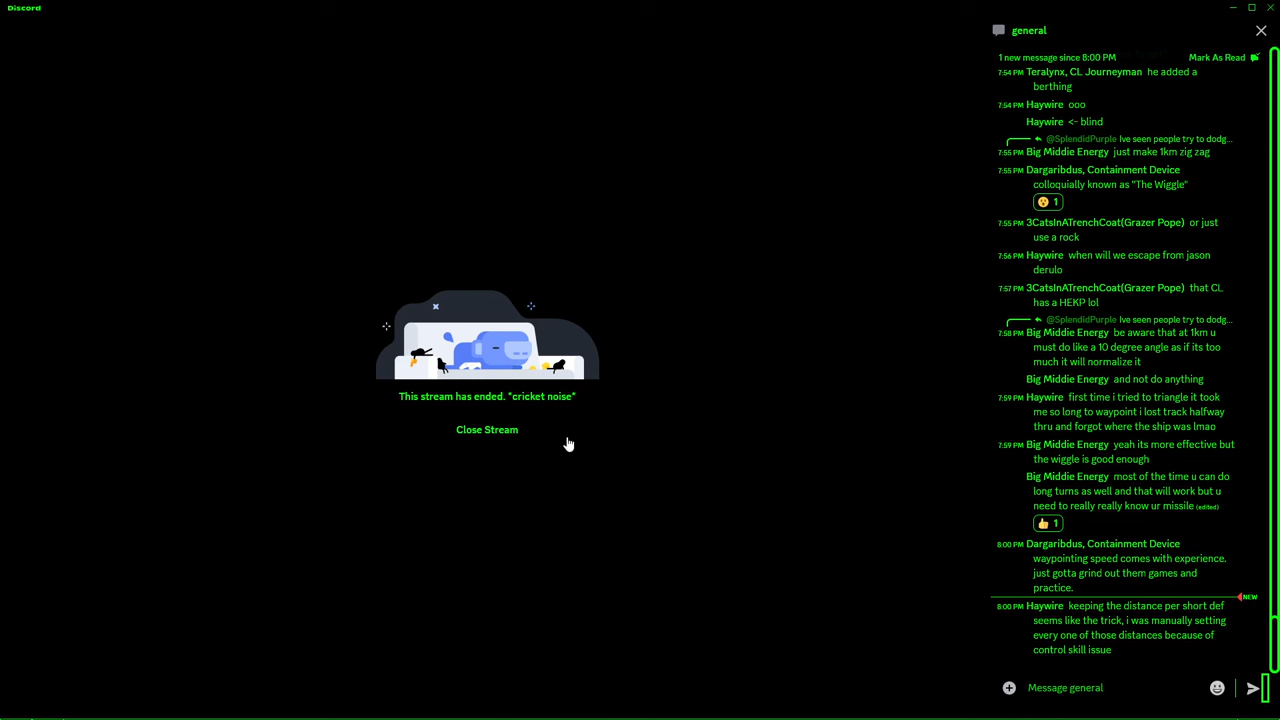 Discord
general
1 new message since 8:00 PM Mark As Read
7:54 PM Teralynx, CL Journeyman he added a
berthing
7:54 PM Haywire ooo
Haywire <- blind
@SplendidPurple Ive seen people try to dodg...
7:55 PM Big Middie Energy just make 1km zig zag
7:55 PM Dargaribdus, Containment Device
colloquially known as "The Wiggle"
1
7:55 PM 3CatsInATrenchCoat(Grazer Pope) or just
use a rock
7:56 PM Haywire when will we escape from jason
derulo
7:57 PM 3CatsInATrenchCoat(Grazer Pope) that CL
has a HEKP lol
@SplendidPurple Ive seen people try to dodg...
7:58 PM Big Middie Energy be aware that at 1km u
must do like a 10 degree angle as if its too
much it will normalize it
Big Middie Energy and not do anything
7:59 PM Haywire first time i tried to triangle it took
me so long to waypoint i lost track halfway
thru and forgot where the ship was lmao
7:59 PM Big Middie Energy yeah its more effective but
the wiggle is good enough
Big Middie Energy most of the time u can do
long turns as well and that will work but u
need to really really know ur missile (edited)
1
8:00 PM Dargaribdus, Containment Device
waypointing speed comes with experience.
just gotta grind out them games and
practice.
NEW
8:00 PM Haywire keeping the distance per short def
seems like the trick, i was manually setting
every one of those distances because of
control skill issue
Message general
This stream has ended. *cricket noise*
Close Stream